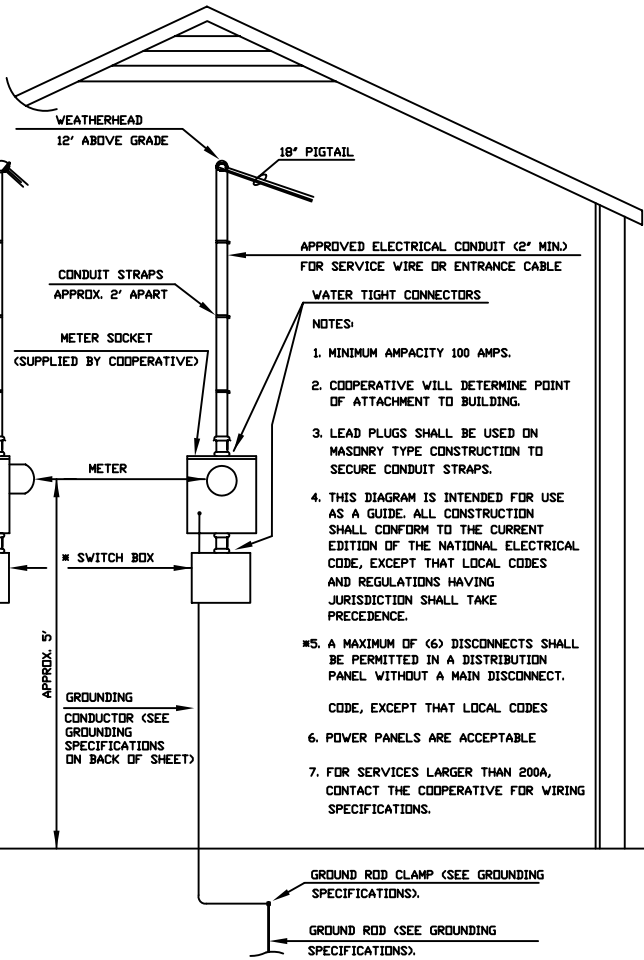 WEATHERHEAD
12' ABOVE GRADE
18" PIGTAIL
APPROVED ELECTRICAL CONDUIT (2" MIN.)
FOR SERVICE WIRE OR ENTRANCE CABLE
CONDUIT STRAPS
APPROX. 2' APART
WATER TIGHT CONNECTORS
METER SOCKET
(SUPPLIED BY COOPERATIVE)
METER
* SWITCH BOX
APPROX. 5'
GROUNDING
CONDUCTOR (SEE
GROUNDING
SPECIFICATIONS
ON BACK OF SHEET)
NOTES:
1. MINIMUM AMPACITY 100 AMPS.
2. COOPERATIVE WILL DETERMINE POINT
OF ATTACHMENT TO BUILDING.
3. LEAD PLUGS SHALL BE USED ON
MASONRY TYPE CONSTRUCTION TO
SECURE CONDUIT STRAPS.
4. THIS DIAGRAM IS INTENDED FOR USE
AS A GUIDE. ALL CONSTRUCTION
SHALL CONFORM TO THE CURRENT
EDITION OF THE NATIONAL ELECTRICAL
CODE, EXCEPT THAT LOCAL CODES
AND REGULATIONS HAVING
JURISDICTION SHALL TAKE
PRECEDENCE.
*5. A MAXIMUM OF (6) DISCONNECTS SHALL
BE PERMITTED IN A DISTRIBUTION
PANEL WITHOUT A MAIN DISCONNECT.
CODE, EXCEPT THAT LOCAL CODES
6. POWER PANELS ARE ACCEPTABLE
7. FOR SERVICES LARGER THAN 200A,
CONTACT THE COOPERATIVE FOR WIRING
SPECIFICATIONS.
GROUND ROD CLAMP (SEE GROUNDING
SPECIFICATIONS).
GROUND ROD (SEE GROUNDING
SPECIFICATIONS).